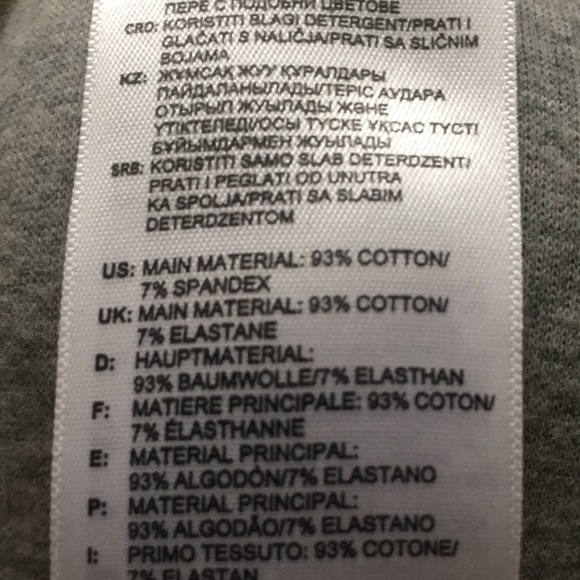 ПЕРЕ С ПОДОБНИ ЦВЕТОВЕ
CRO: KORISTITI BLAGI DETERGENT/PRATI I
GLAČATI S NALIČJA/PRATI SA SLIČNIM
BOJAMA
KZ: ЖҰМСАҚ ЖУУ ҚҰРАЛДАРЫ
ПАЙДАЛАНЫЛАДЫ/ТЕРІС АУДАРА
ОТЫРЫП ЖУЫЛАДЫ ЖӘНЕ
ҮТІКТЕЛЕДІ/ОСЫ ТҮСКЕ ҰҚСАС ТҮСТІ
БҰЙЫМДАРМЕН ЖУЫЛАДЫ
SRB: KORISTITI SAMO SLAB DETERDZENT/
PRATI I PEGLATI OD UNUTRA
KA SPOLJA/PRATI SA SLABIM
DETERDZENTOM
US: MAIN MATERIAL: 93% COTTON/
7% SPANDEX
UK: MAIN MATERIAL: 93% COTTON/
7% ELASTANE
D: HAUPTMATERIAL:
93% BAUMWOLLE/7% ELASTHAN
F: MATIERE PRINCIPALE: 93% COTON/
7% ÉLASTHANNE
E: MATERIAL PRINCIPAL:
93% ALGODÓN/7% ELASTANO
P: MATERIAL PRINCIPAL:
93% ALGODÃO/7% ELASTANO
I: PRIMO TESSUTO: 93% COTONE/
7% ELASTAN